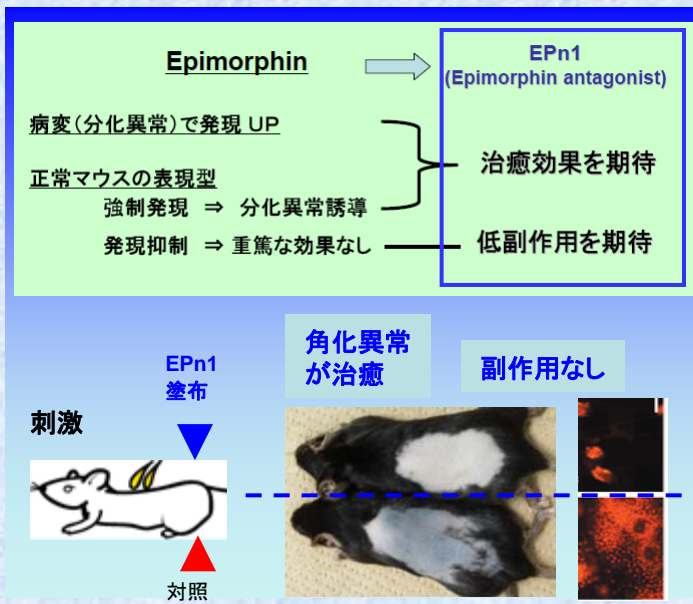 Epimorphin
EPn1
(Epimorphin antagonist)
病変(分化異常)で発現 UP
治癒効果を期待
正常マウスの表現型
強制発現 ⇒ 分化異常誘導
発現抑制 ⇒ 重篤な効果なし
低副作用を期待
角化異常
が治癒
副作用なし
EPn1
塗布
刺激
対照